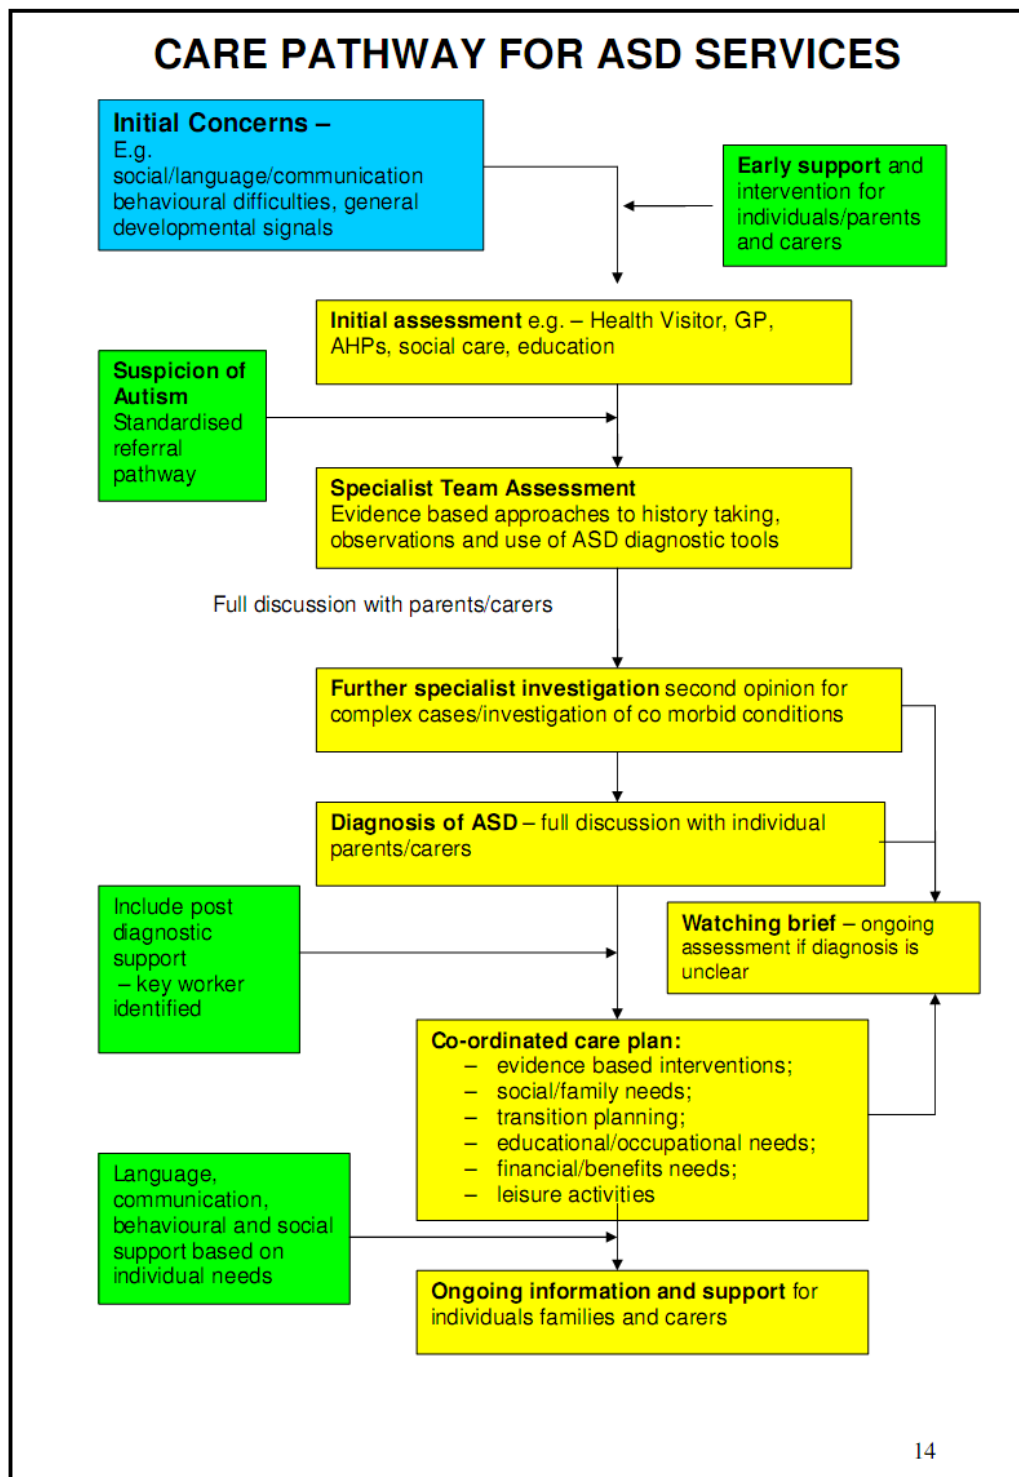 CARE PATHWAY FOR ASD SERVICES
Initial Concerns –
E.g.
social/language/communication
behavioural difficulties, general
developmental signals
Early support and
intervention for
individuals/parents
and carers
Initial assessment e.g. – Health Visitor, GP,
AHPs, social care, education
Suspicion of
Autism
Standardised
referral
pathway
Specialist Team Assessment
Evidence based approaches to history taking,
observations and use of ASD diagnostic tools
Full discussion with parents/carers
Further specialist investigation second opinion for
complex cases/investigation of co morbid conditions
Diagnosis of ASD – full discussion with individual
parents/carers
Include post
diagnostic
support
– key worker
identified
Watching brief – ongoing
assessment if diagnosis is
unclear
Co-ordinated care plan:
– evidence based interventions;
– social/family needs;
– transition planning;
– educational/occupational needs;
– financial/benefits needs;
– leisure activities
Language,
communication,
behavioural and social
support based on
individual needs
Ongoing information and support for
individuals families and carers
14